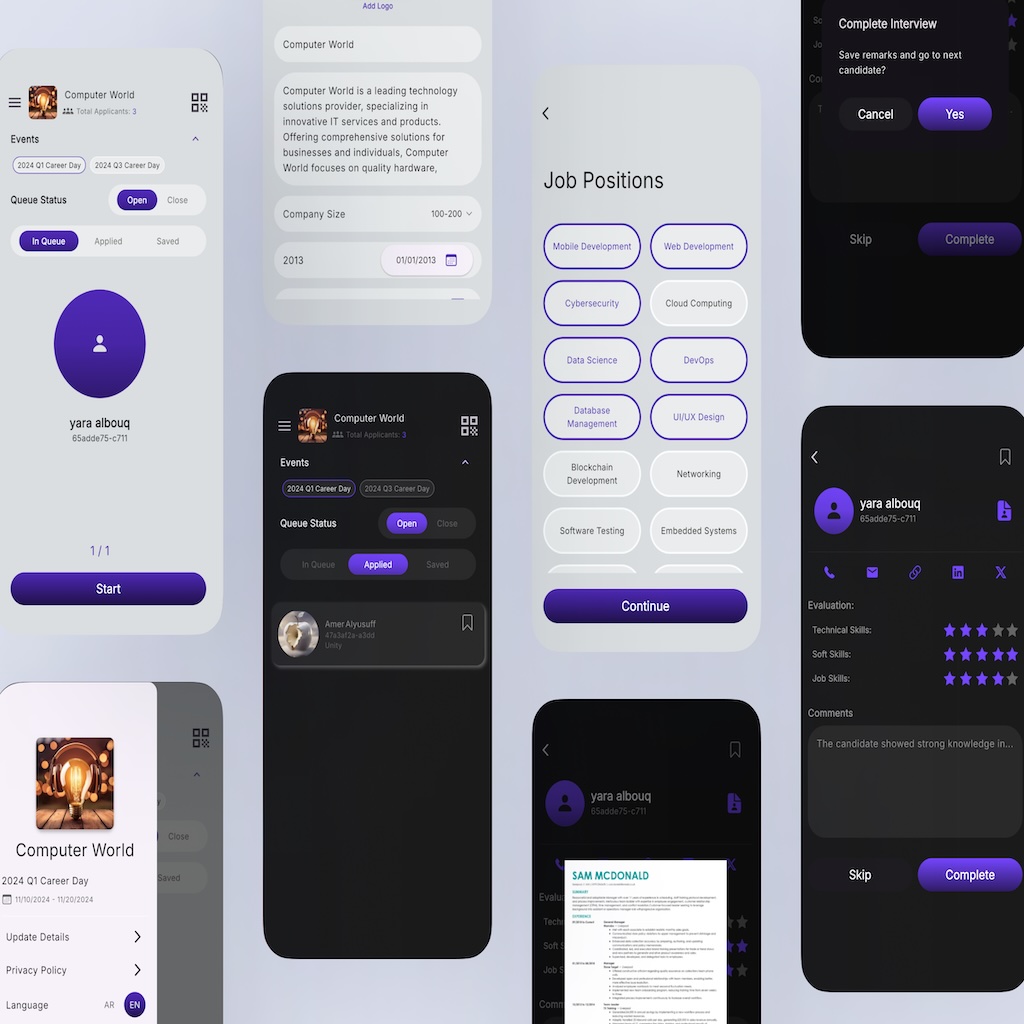 Computer World
Total Applicants: 3
Events
2024 Q1 Career Day
2024 Q3 Career Day
Queue Status
Open
Close
In Queue
Applied
Saved
yara albouq
65adde75-c711
1 / 1
Start
Close
Saved
Computer World
2024 Q1 Career Day
11/10/2024 - 11/20/2024
Update Details
Privacy Policy
Language
AR
EN
Add Logo
Computer World
Computer World is a leading technology
solutions provider, specializing in
innovative IT services and products.
Offering comprehensive solutions for
businesses and individuals, Computer
World focuses on quality hardware,
Company Size
100-200
2013
01/01/2013
Computer World
Total Applicants: 3
Events
2024 Q1 Career Day
2024 Q3 Career Day
Queue Status
Open
Close
In Queue
Applied
Saved
Amer Alyusuff
47a3af2a-a3dd
Unity
Job Positions
Mobile Development
Web Development
Cybersecurity
Cloud Computing
Data Science
DevOps
Database
Management
UI/UX Design
Blockchain
Development
Networking
Software Testing
Embedded Systems
Continue
yara albouq
65adde75-c711
SAM MCDONALD
SUMMARY
EXPERIENCE
Complete Interview
Save remarks and go to next
candidate?
Cancel
Yes
Skip
Complete
yara albouq
65adde75-c711
Evaluation:
Technical Skills:
Soft Skills:
Job Skills:
Comments
The candidate showed strong knowledge in...
Skip
Complete